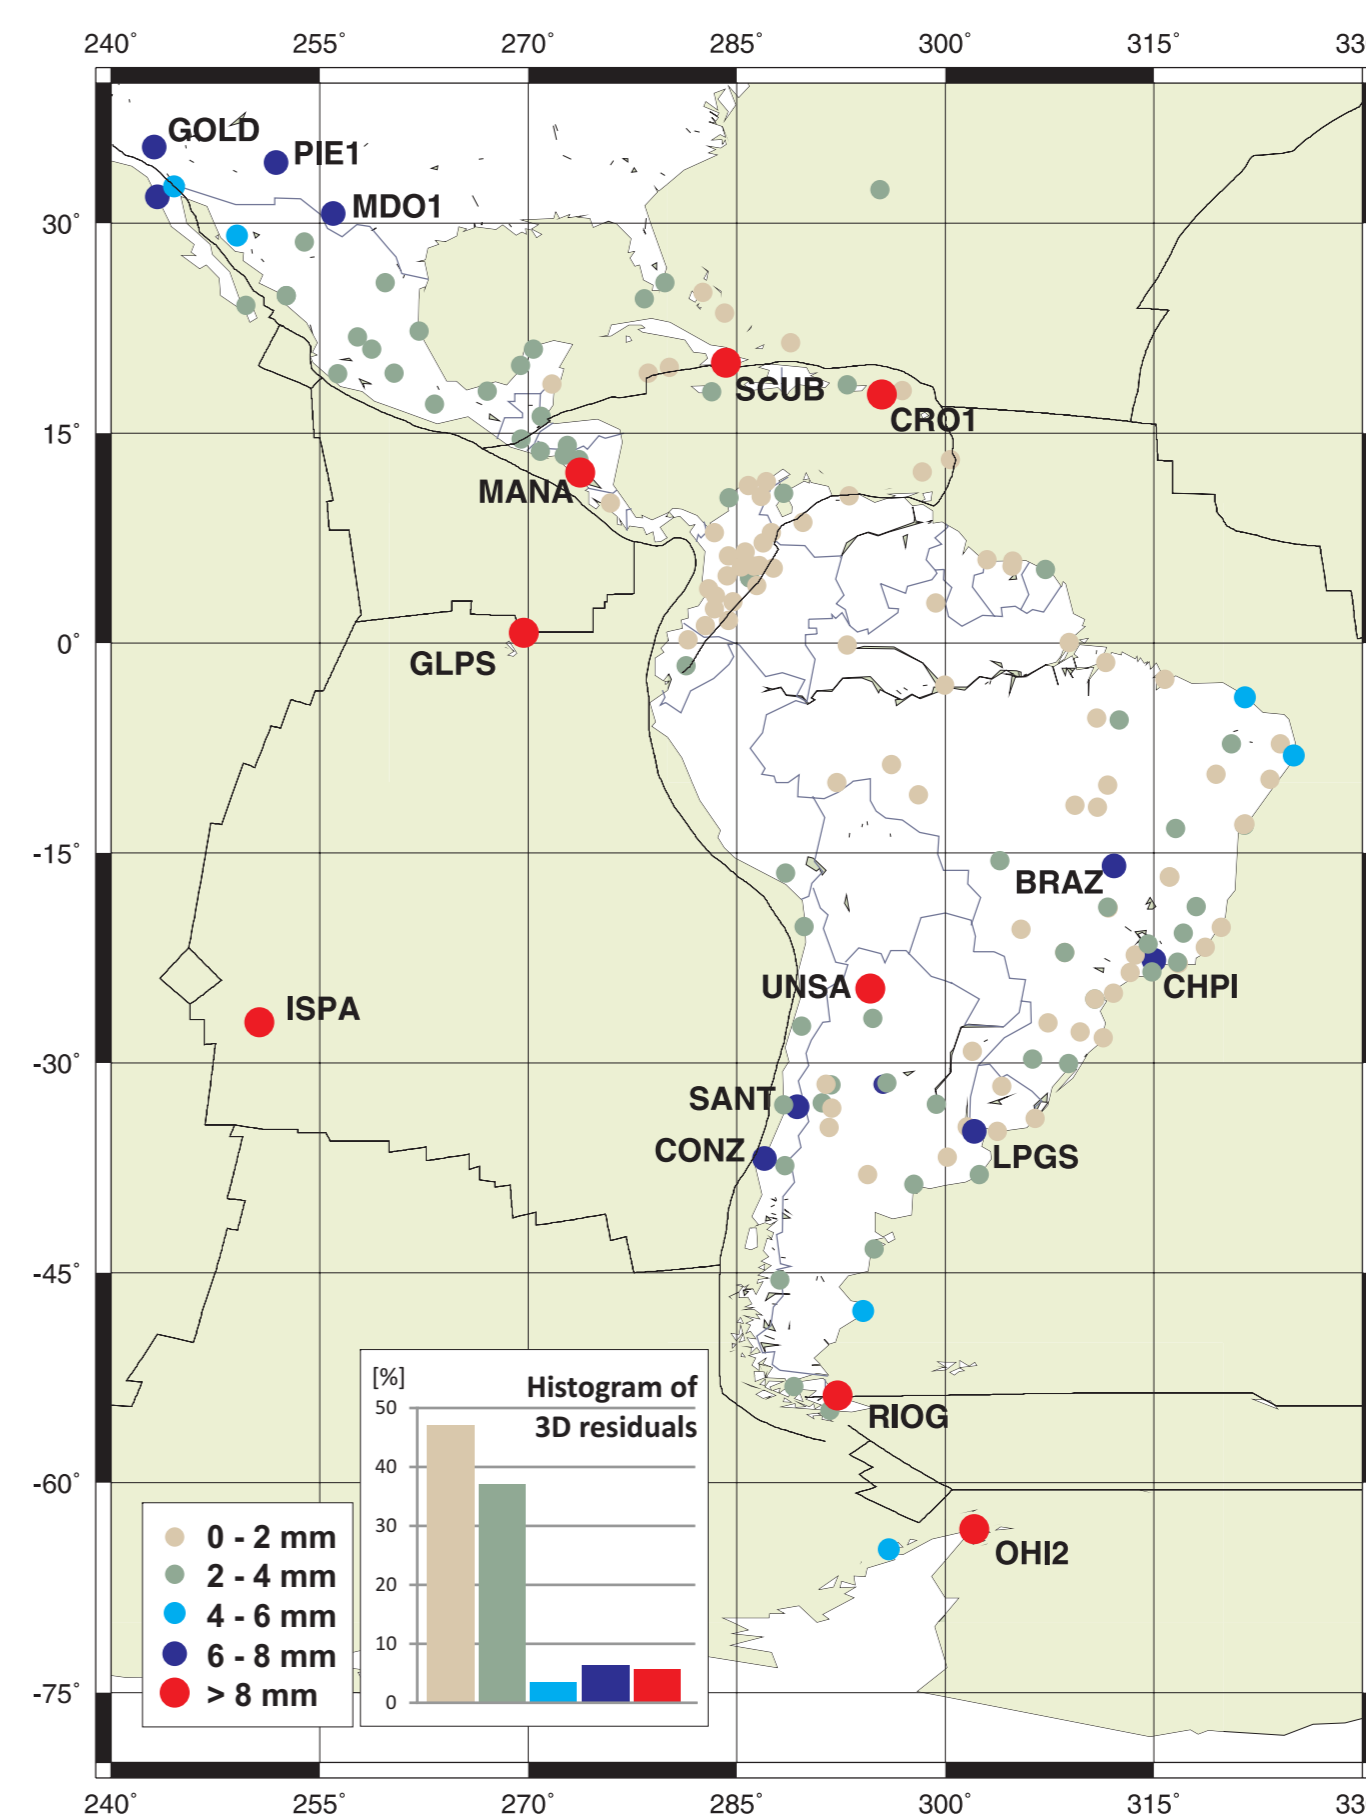 240° 255° 270° 285° 300° 315° 33
GOLD
PIE1
MDO1
30°
SCUB
CRO1
15°
MANA
0°
GLPS
-15°
BRAZ
UNSA
CHPI
ISPA
-30°
SANT
CONZ
LPGS
-45°
[%]
Histogram of
3D residuals
50
40
30
20
10
0
RIOG
-60°
0 - 2 mm
2 - 4 mm
4 - 6 mm
6 - 8 mm
> 8 mm
OHI2
-75°
240° 255° 270° 285° 300° 315° 33